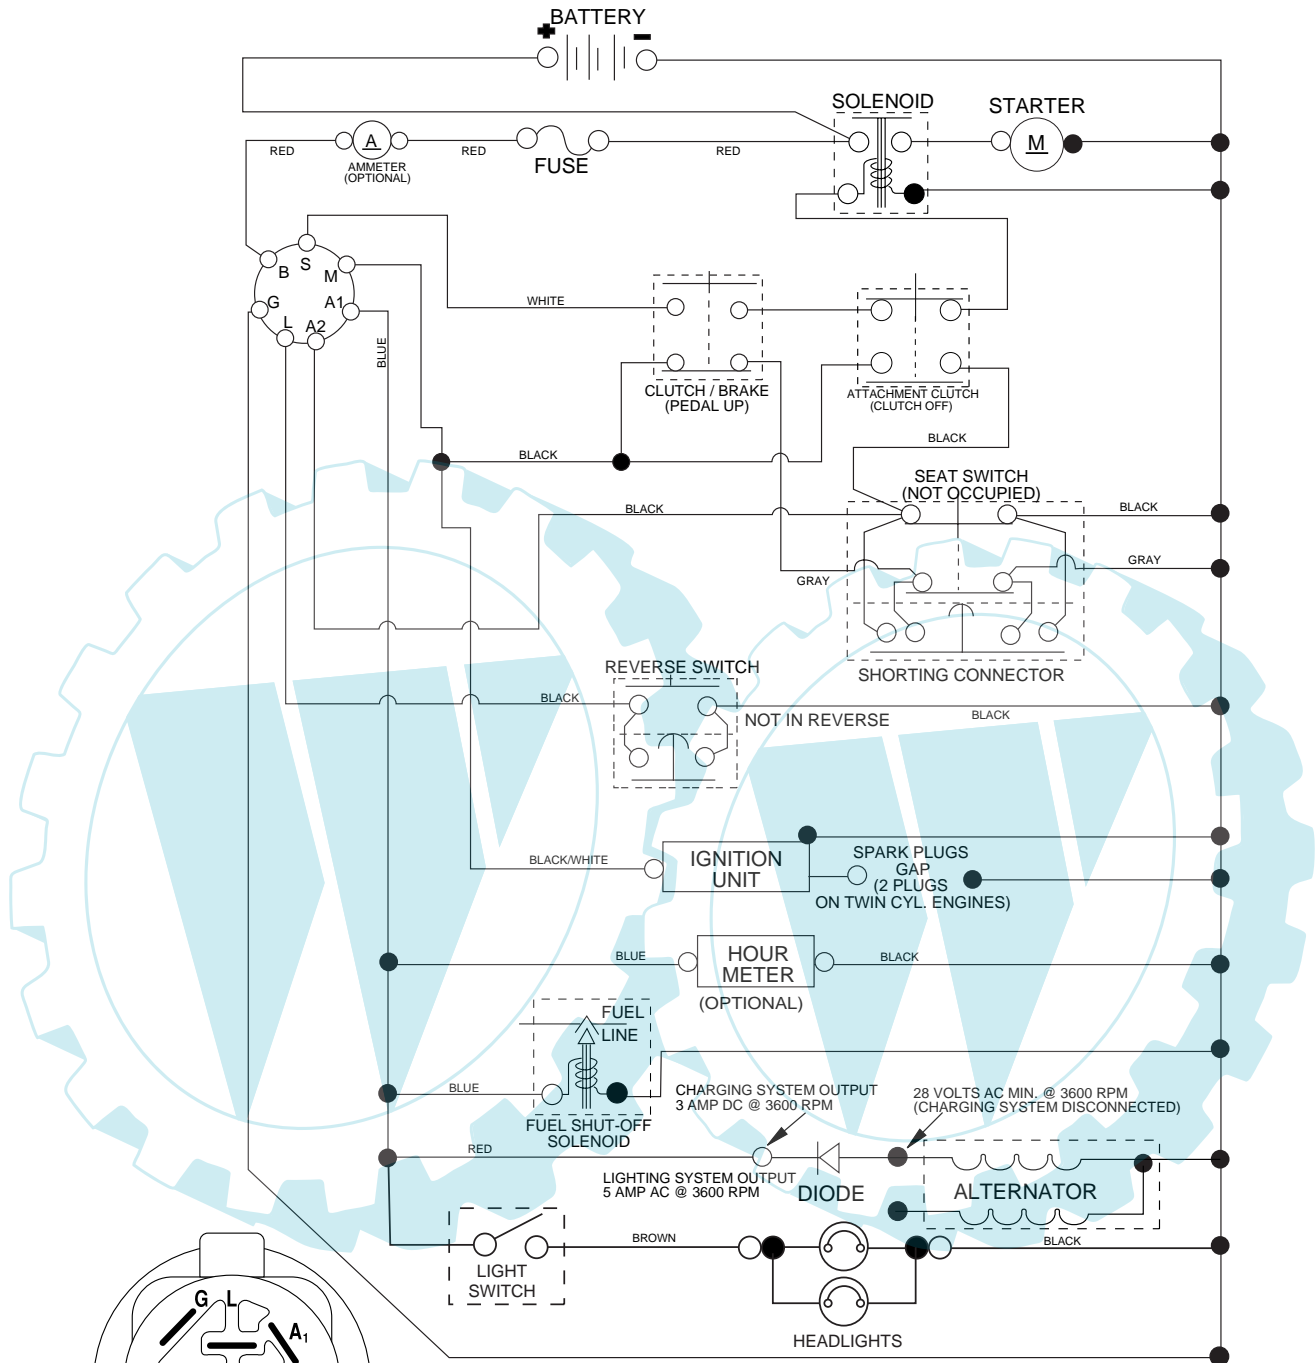 BATTERY
SOLENOID
STARTER
RED
A
RED
FUSE
RED
M
AMMETER
(OPTIONAL)
B
S
M
G
A1
L
A2
BLUE
WHITE
CLUTCH / BRAKE
(PEDAL UP)
ATTACHMENT CLUTCH
(CLUTCH OFF)
BLACK
BLACK
SEAT SWITCH
(NOT OCCUPIED)
BLACK
BLACK
GRAY
GRAY
SHORTING CONNECTOR
REVERSE SWITCH
BLACK
NOT IN REVERSE
BLACK
BLACK/WHITE
IGNITION
UNIT
SPARK PLUGS
GAP
(2 PLUGS
ON TWIN CYL. ENGINES)
BLUE
HOUR
METER
BLACK
(OPTIONAL)
FUEL
LINE
BLUE
FUEL SHUT-OFF
SOLENOID
CHARGING SYSTEM OUTPUT
3 AMP DC @ 3600 RPM
28 VOLTS AC MIN. @ 3600 RPM
(CHARGING SYSTEM DISCONNECTED)
RED
LIGHTING SYSTEM OUTPUT
5 AMP AC @ 3600 RPM
DIODE
ALTERNATOR
BROWN
BLACK
LIGHT
SWITCH
HEADLIGHTS
G
L
A1